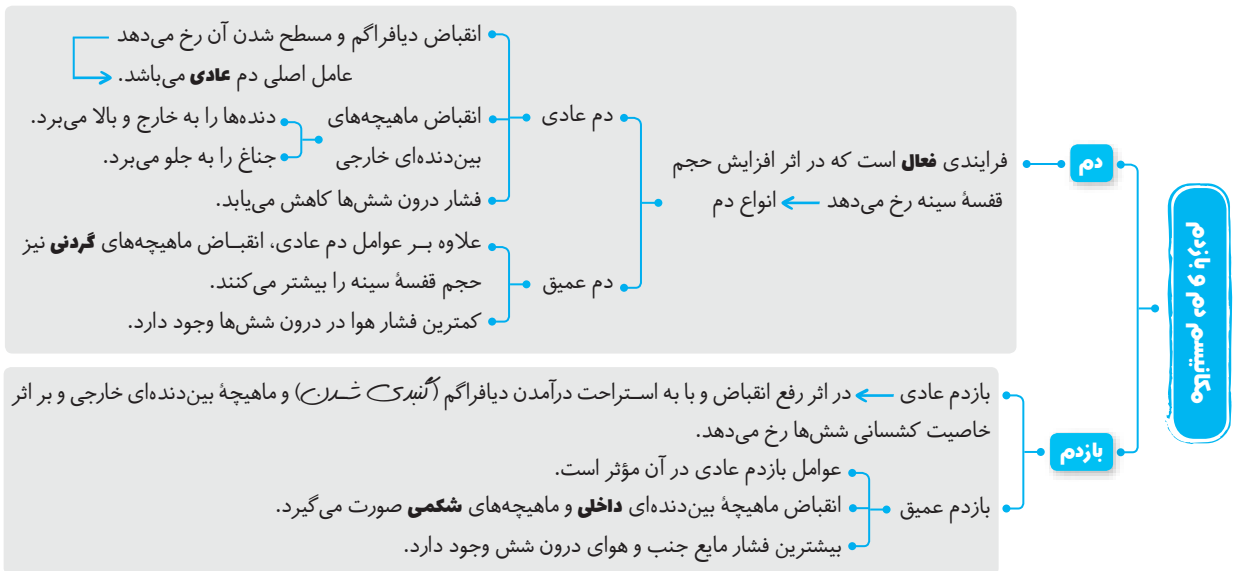 مکانیسم دم و بازدم
دم
فرایندی فعال است که در اثر افزایش حجم
قفسهٔ سینه رخ می‌دهد ← انواع دم
دم عادی
انقباض دیافراگم و مسطح شدن آن رخ می‌دهد
عامل اصلی دم عادی می‌باشد.
انقباض ماهیچه‌های
بین‌دنده‌ای خارجی
دنده‌ها را به خارج و بالا می‌برد.
جناغ را به جلو می‌برد.
فشار درون شش‌ها کاهش می‌یابد.
دم عمیق
علاوه بـر عوامل دم عادی، انقبـاض ماهیچه‌های گردنی نیز
حجم قفسهٔ سینه را بیشتر می‌کنند.
کمترین فشار هوا در درون شش‌ها وجود دارد.
بازدم
بازدم عادی ← در اثر رفع انقباض و با به اسـتراحت درآمدن دیافراگم (گنبدی شدن) و ماهیچهٔ بین‌دنده‌ای خارجی و بر اثر
خاصیت کشسانی شش‌ها رخ می‌دهد.
بازدم عمیق
عوامل بازدم عادی در آن مؤثر است.
انقباض ماهیچهٔ بین‌دنده‌ای داخلی و ماهیچه‌های شکمی صورت می‌گیرد.
بیشترین فشار مایع جنب و هوای درون شش وجود دارد.